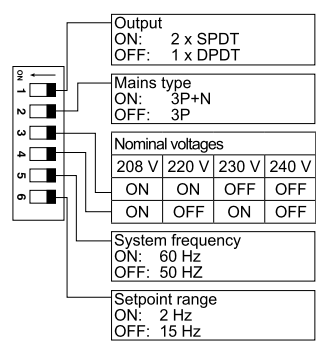 Output
ON: 2 x SPDT
OFF: 1 x DPDT
ON
1
2
3
4
5
6
Mains type
ON: 3P+N
OFF: 3P
Nominal voltages
208 V 220 V 230 V 240 V
ON ON OFF OFF
ON OFF ON OFF
System frequency
ON: 60 Hz
OFF: 50 HZ
Setpoint range
ON: 2 Hz
OFF: 15 Hz